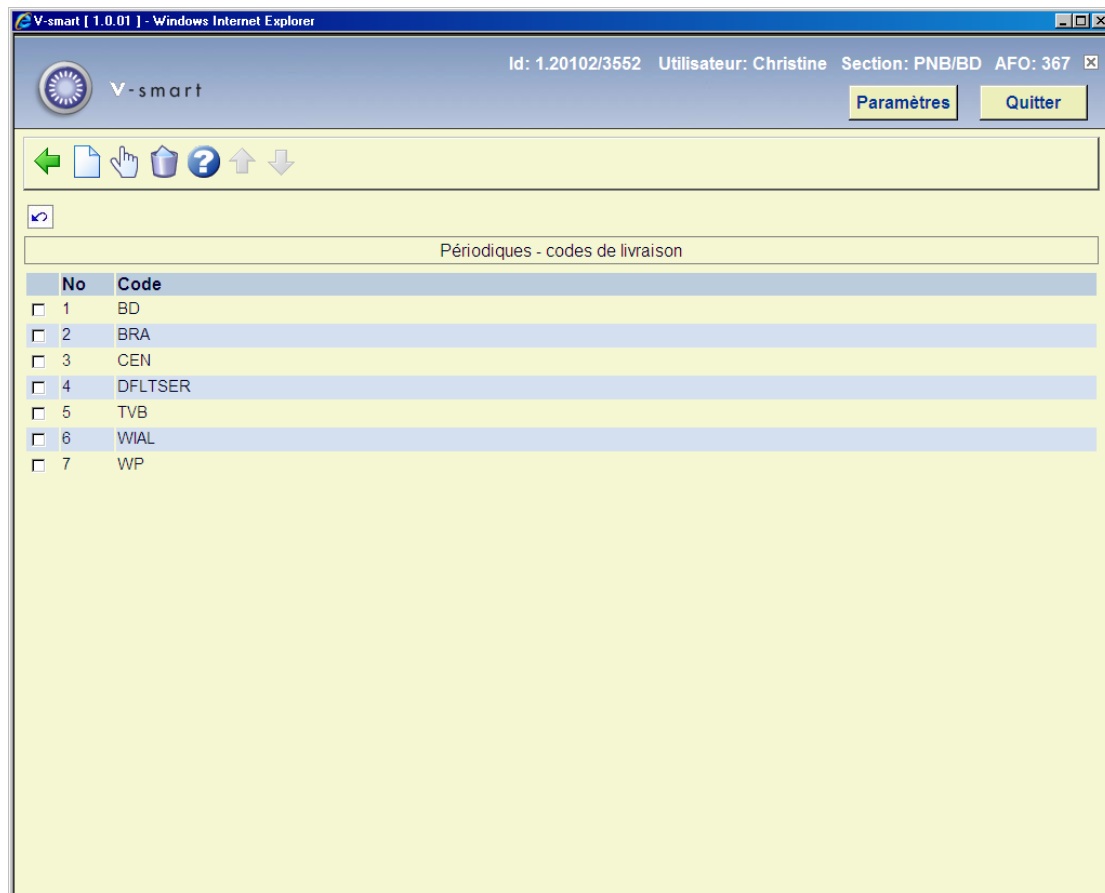 V-smart [ 1.0.01 ] - Windows Internet Explorer
Id: 1.20102/3552 Utilisateur: Christine Section: PNB/BD AFO: 367
V-smart
Paramètres Quitter
Périodiques - codes de livraison
No Code
1 BD
2 BRA
3 CEN
4 DFLTSER
5 TVB
6 WIAL
7 WP